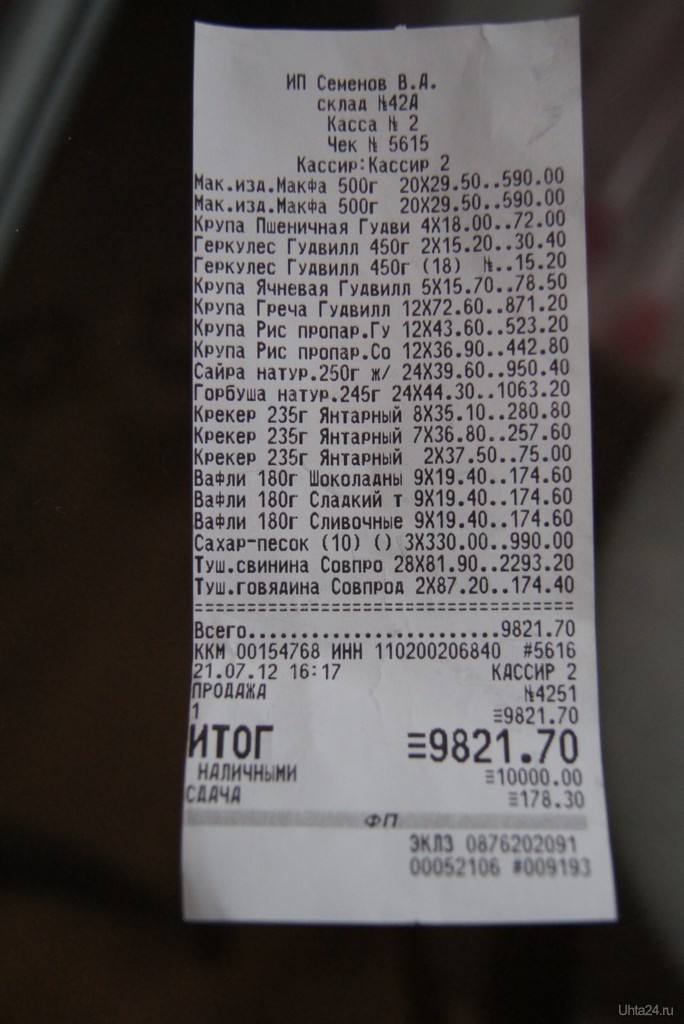 ИП Семенов В.А.
склад №42А
Касса № 2
Чек № 5615
Кассир:Кассир 2
Мак.изд.Макфа 500г 20X29.50..590.00
Мак.изд.Макфа 500г 20X29.50..590.00
Крупа Пшеничная Гудви 4X18.00..72.00
Геркулес Гудвилл 450г 2X15.20..30.40
Геркулес Гудвилл 450г (18) №..15.20
Крупа Ячневая Гудвилл 5X15.70..78.50
Крупа Греча Гудвилл 12X72.60..871.20
Крупа Рис пропар.Гу 12X43.60..523.20
Крупа Рис пропар.Со 12X36.90..442.80
Сайра натур.250г ж/ 24X39.60..950.40
Горбуша натур.245г 24X44.30..1063.20
Крекер 235г Янтарный 8X35.10..280.80
Крекер 235г Янтарный 7X36.80..257.60
Крекер 235г Янтарный 2X37.50..75.00
Вафли 180г Шоколадны 9X19.40..174.60
Вафли 180г Сладкий т 9X19.40..174.60
Вафли 180г Сливочные 9X19.40..174.60
Сахар-песок (10) () 3X330.00..990.00
Туш.свинина Совпро 28X81.90..2293.20
Туш.говядина Совпрод 2X87.20..174.40
====================================
Всего........................9821.70
ККМ 00154768 ИНН 110200206840 #5616
21.07.12 16:17 КАССИР 2
ПРОДАЖА №4251
1 ≡9821.70
ИТОГ ≡9821.70
НАЛИЧНЫМИ ≡10000.00
СДАЧА ≡178.30
ФП
ЭКЛЗ 0876202091
00052106 #009193
Uhta24.ru